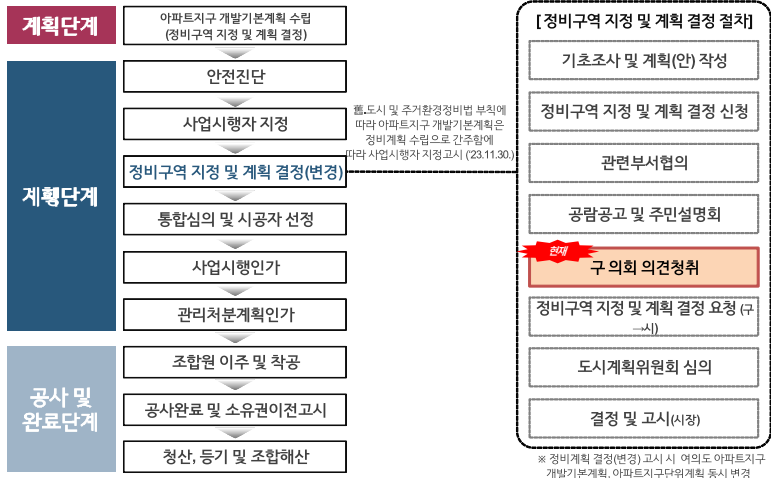 계획단계
아파트지구 개발기본계획 수립
(정비구역 지정 및 계획 결정)
계획단계
안전진단
사업시행자 지정
정비구역 지정 및 계획 결정(변경)
통합심의 및 시공자 선정
사업시행인가
관리처분계획인가
舊.도시 및 주거환경정비법 부칙에
따라 아파트지구 개발기본계획은
정비계획 수립으로 간주함에
따라 사업시행자 지정고시 ('23.11.30.)
공사 및
완료단계
조합원 이주 및 착공
공사완료 및 소유권이전고시
청산, 등기 및 조합해산
[정비구역 지정 및 계획 결정 절차]
기초조사 및 계획(안) 작성
정비구역 지정 및 계획 결정 신청
관련부서협의
공람공고 및 주민설명회
현재
구 의회 의견청취
정비구역 지정 및 계획 결정 요청 (구
→시)
도시계획위원회 심의
결정 및 고시(시장)
※ 정비계획 결정(변경) 고시 시 여의도 아파트지구
개발기본계획, 아파트지구단위계획 동시 변경